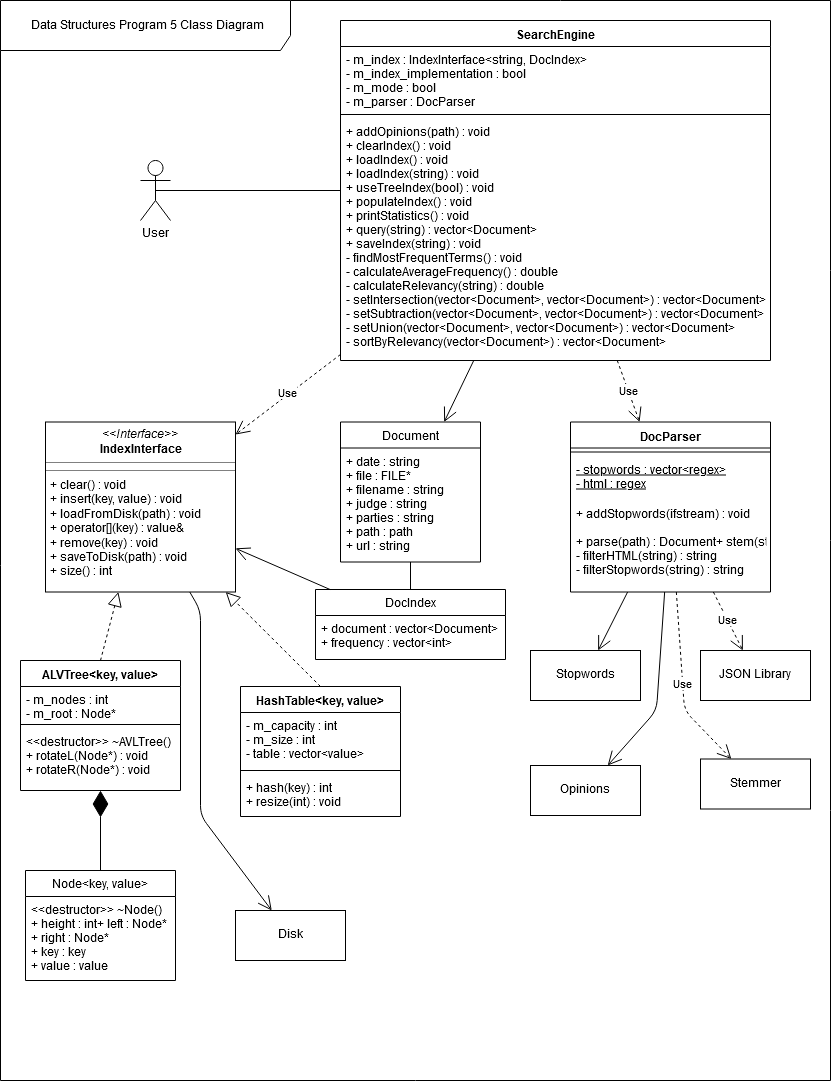 Data Structures Program 5 Class Diagram
SearchEngine
- m_index : IndexInterface<string, DocIndex>
- m_index_implementation : bool
- m_mode : bool
- m_parser : DocParser
+ addOpinions(path) : void
+ clearIndex() : void
+ loadIndex() : void
+ loadIndex(string) : void
+ useTreeIndex(bool) : void
+ populateIndex() : void
+ printStatistics() : void
+ query(string) : vector<Document>
+ saveIndex(string) : void
- findMostFrequentTerms() : void
- calculateAverageFrequency() : double
- calculateRelevancy(string) : double
- setIntersection(vector<Document>, vector<Document>) : vector<Document>
- setSubtraction(vector<Document>, vector<Document>) : vector<Document>
- setUnion(vector<Document>, vector<Document>) : vector<Document>
- sortByRelevancy(vector<Document>) : vector<Document>
User
Use
Use
<<Interface>>
IndexInterface
+ clear() : void
+ insert(key, value) : void
+ loadFromDisk(path) : void
+ operator[](key) : value&
+ remove(key) : void
+ saveToDisk(path) : void
+ size() : int
Document
+ date : string
+ file : FILE*
+ filename : string
+ judge : string
+ parties : string
+ path : path
+ url : string
DocParser
- stopwords : vector<regex>
- html : regex
+ addStopwords(ifstream) : void
+ parse(path) : Document+ stem(st
- filterHTML(string) : string
- filterStopwords(string) : string
DocIndex
+ document : vector<Document>
+ frequency : vector<int>
Use
Use
Stopwords
JSON Library
Opinions
Stemmer
ALVTree<key, value>
- m_nodes : int
- m_root : Node*
<<destructor>> ~AVLTree()
+ rotateL(Node*) : void
+ rotateR(Node*) : void
HashTable<key, value>
- m_capacity : int
- m_size : int
- table : vector<value>
+ hash(key) : int
+ resize(int) : void
Node<key, value>
<<destructor>> ~Node()
+ height : int+ left : Node*
+ right : Node*
+ key : key
+ value : value
Disk